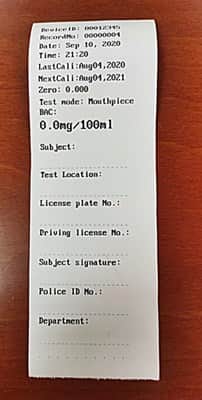 DeviceID: 00012345
RecordNo: 00000004
Date: Sep 10, 2020
Time: 21:20
LastCali:Aug04,2020
NextCali:Aug04,2021
Zero: 0.000
Test mode: Mouthpiece
BAC:
0.0mg/100ml
Subject:
Test Location:
License plate No.:
Driving license No.:
Subject signature:
Police ID No.:
Department: